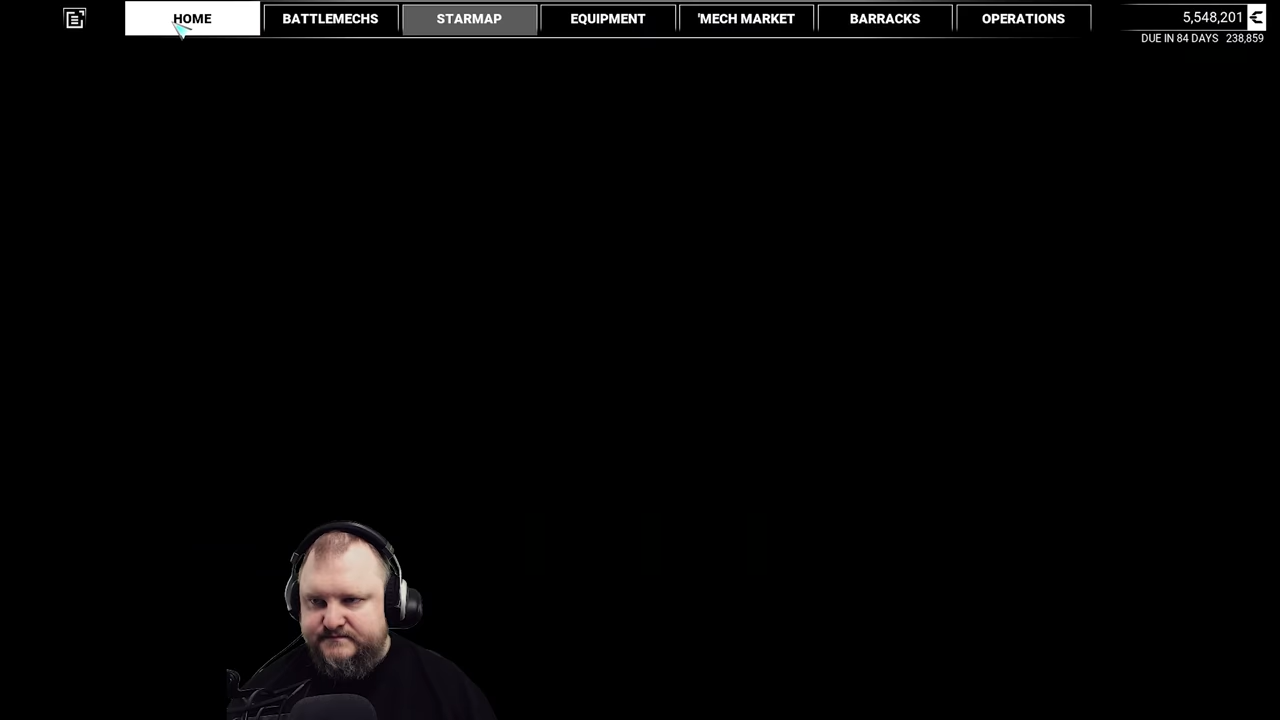 HOME
BATTLEMECHS
STARMAP
EQUIPMENT
'MECH MARKET
BARRACKS
OPERATIONS
5,548,201
DUE IN 84 DAYS 238,859